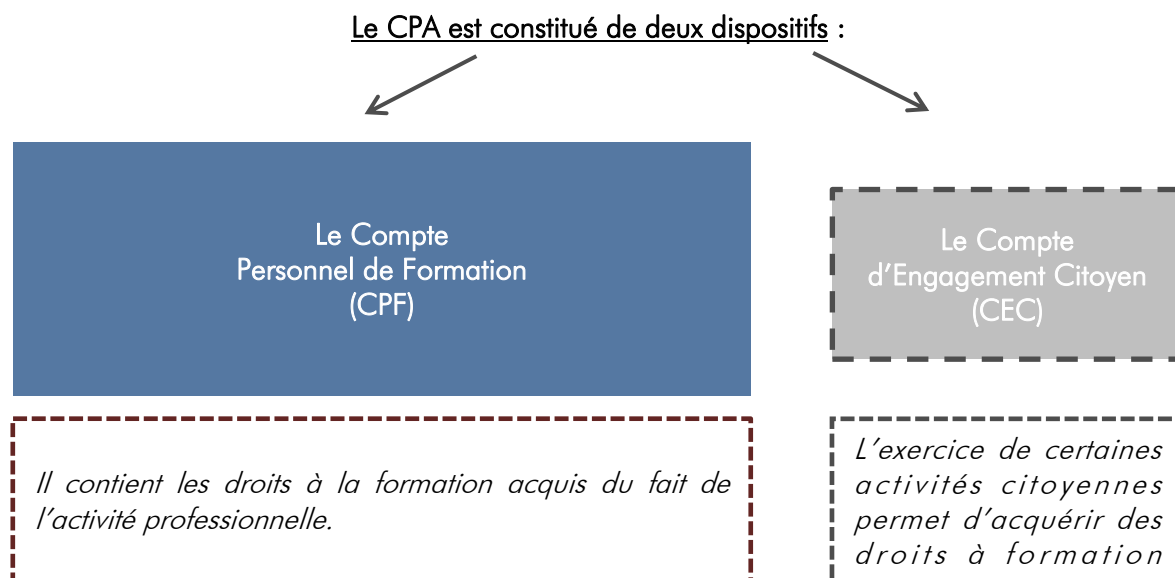 Le CPA est constitué de deux dispositifs :
Le Compte
Personnel de Formation
(CPF)
Le Compte
d'Engagement Citoyen
(CEC)
Il contient les droits à la formation acquis du fait de
l'activité professionnelle.
L'exercice de certaines
activités citoyennes
permet d'acquérir des
droits à formation